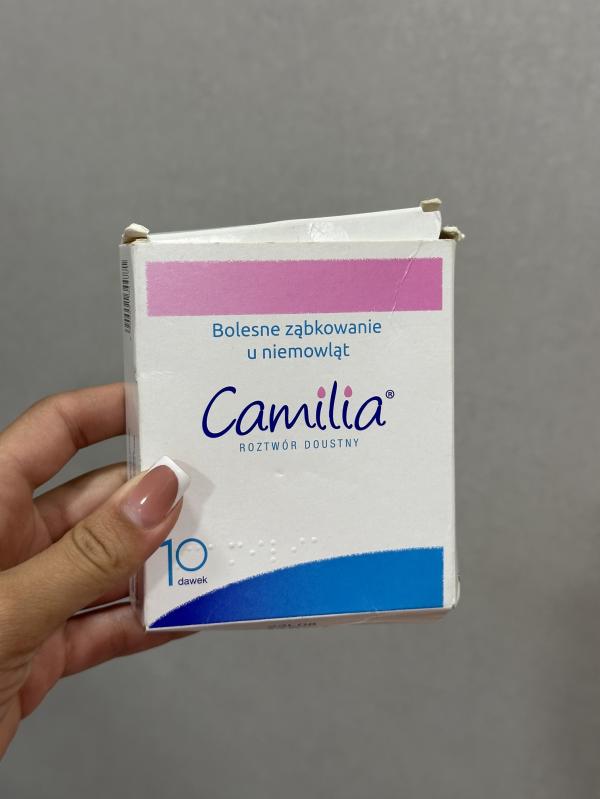 Bolesne ząbkowanie
u niemowląt
Camilia®
ROZTWÓR DOUSTNY
10
dawek